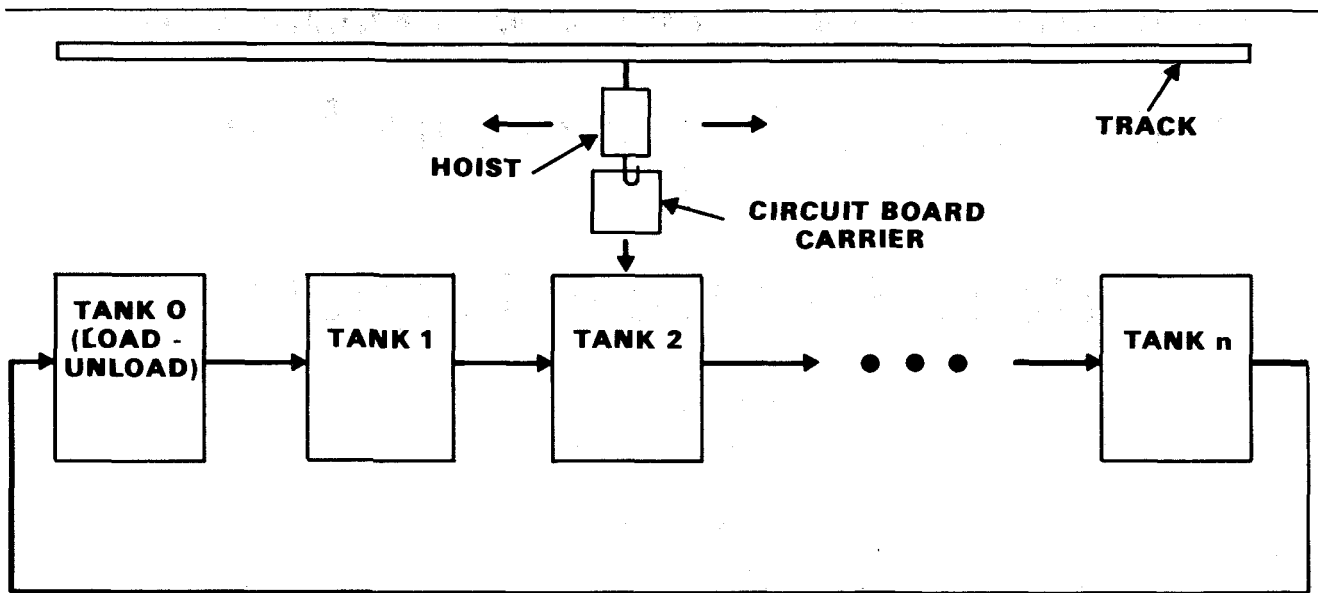 TRACK
HOIST
CIRCUIT BOARD
CARRIER
TANK 0
(LOAD -
UNLOAD)
TANK 1
TANK 2
TANK n